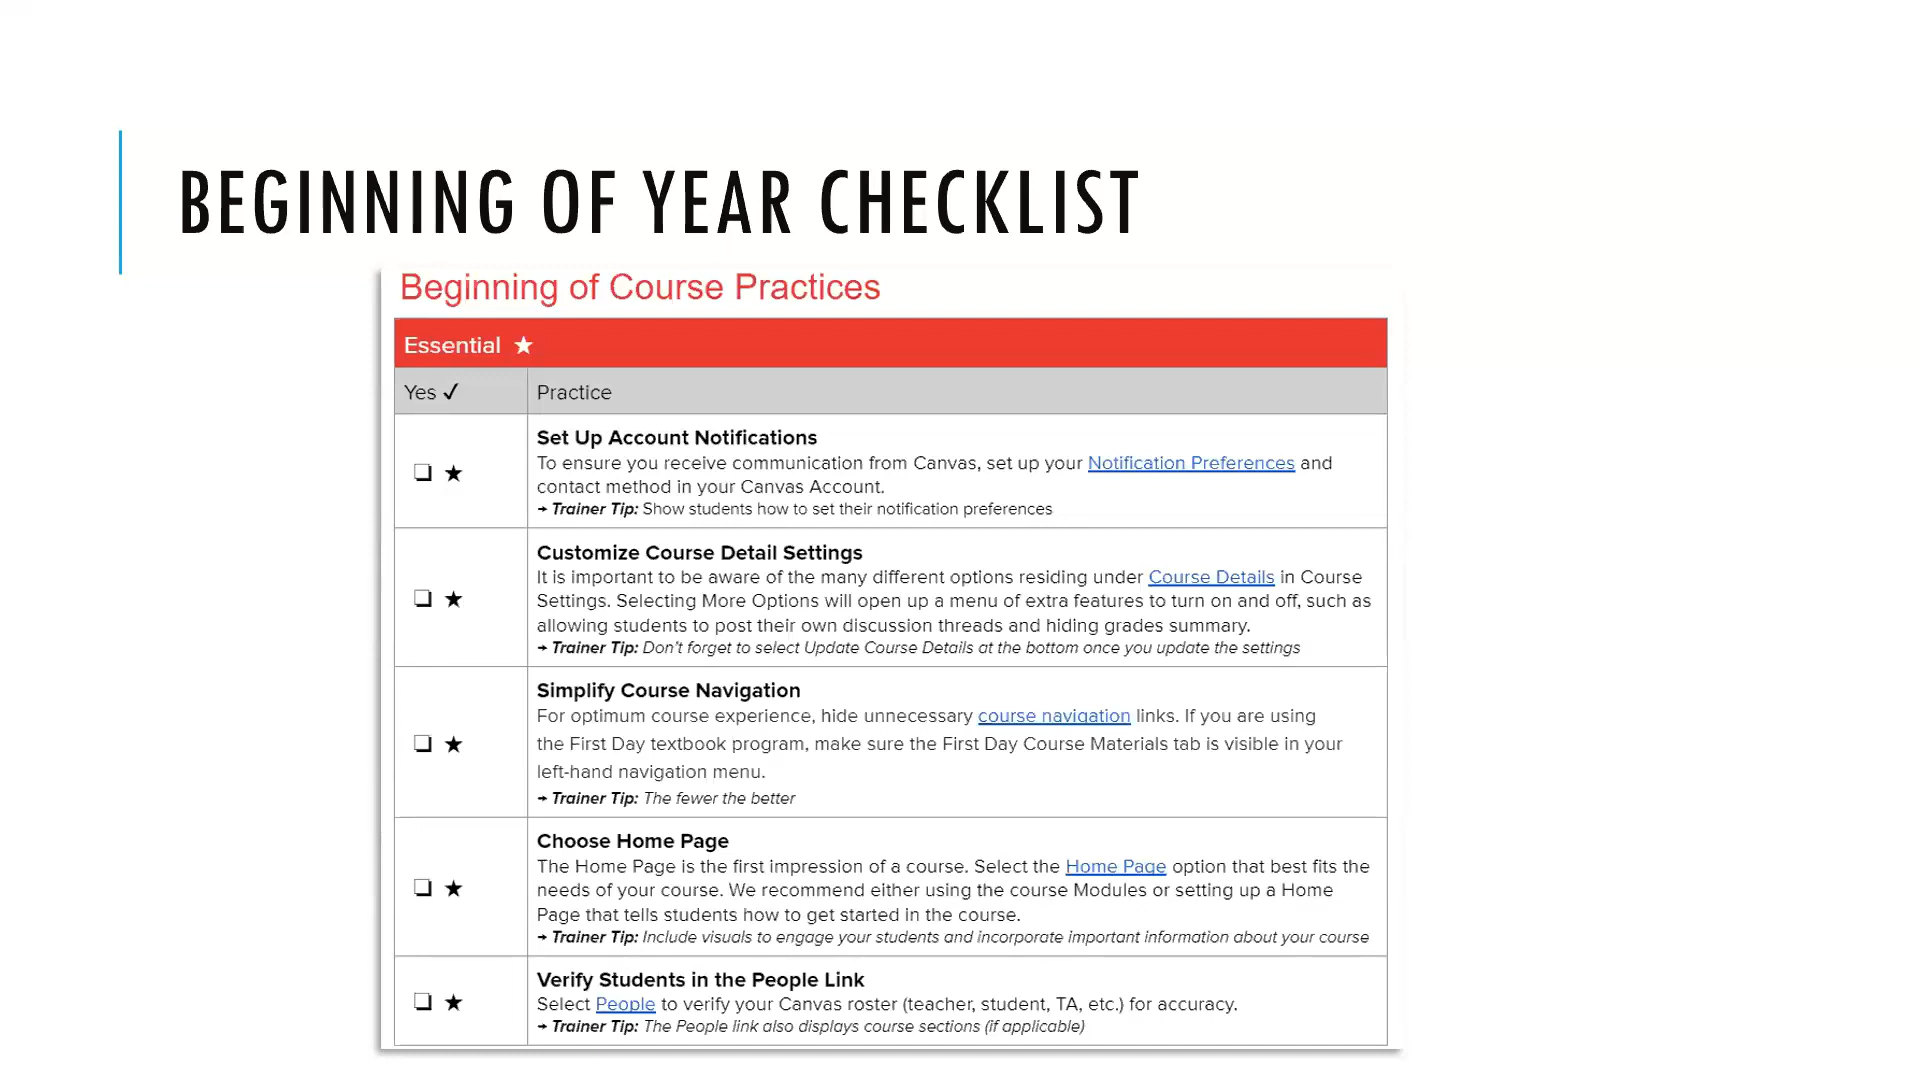 BEGINNING OF YEAR CHECKLIST
Beginning of Course Practices
Essential ★
Yes ✓ Practice
Set Up Account Notifications
To ensure you receive communication from Canvas, set up your Notification Preferences and
contact method in your Canvas Account.
→ Trainer Tip: Show students how to set their notification preferences
❏ ★
Customize Course Detail Settings
It is important to be aware of the many different options residing under Course Details in Course
Settings. Selecting More Options will open up a menu of extra features to turn on and off, such as
allowing students to post their own discussion threads and hiding grades summary.
→ Trainer Tip: Don't forget to select Update Course Details at the bottom once you update the settings
❏ ★
Simplify Course Navigation
For optimum course experience, hide unnecessary course navigation links. If you are using
the First Day textbook program, make sure the First Day Course Materials tab is visible in your
left-hand navigation menu.
→ Trainer Tip: The fewer the better
❏ ★
Choose Home Page
The Home Page is the first impression of a course. Select the Home Page option that best fits the
needs of your course. We recommend either using the course Modules or setting up a Home
Page that tells students how to get started in the course.
→ Trainer Tip: Include visuals to engage your students and incorporate important information about your course
❏ ★
Verify Students in the People Link
Select People to verify your Canvas roster (teacher, student, TA, etc.) for accuracy.
→ Trainer Tip: The People link also displays course sections (if applicable)
❏ ★